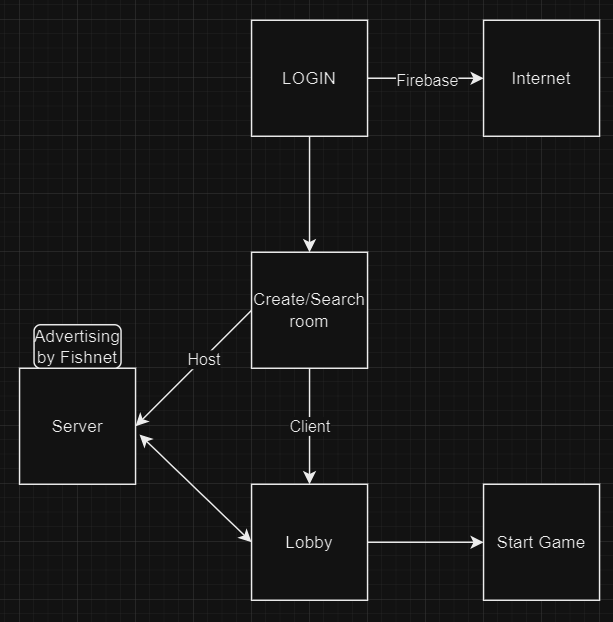 LOGIN
Firebase
Internet
Create/Search
room
Advertising
by Fishnet
Host
Server
Client
Lobby
Start Game